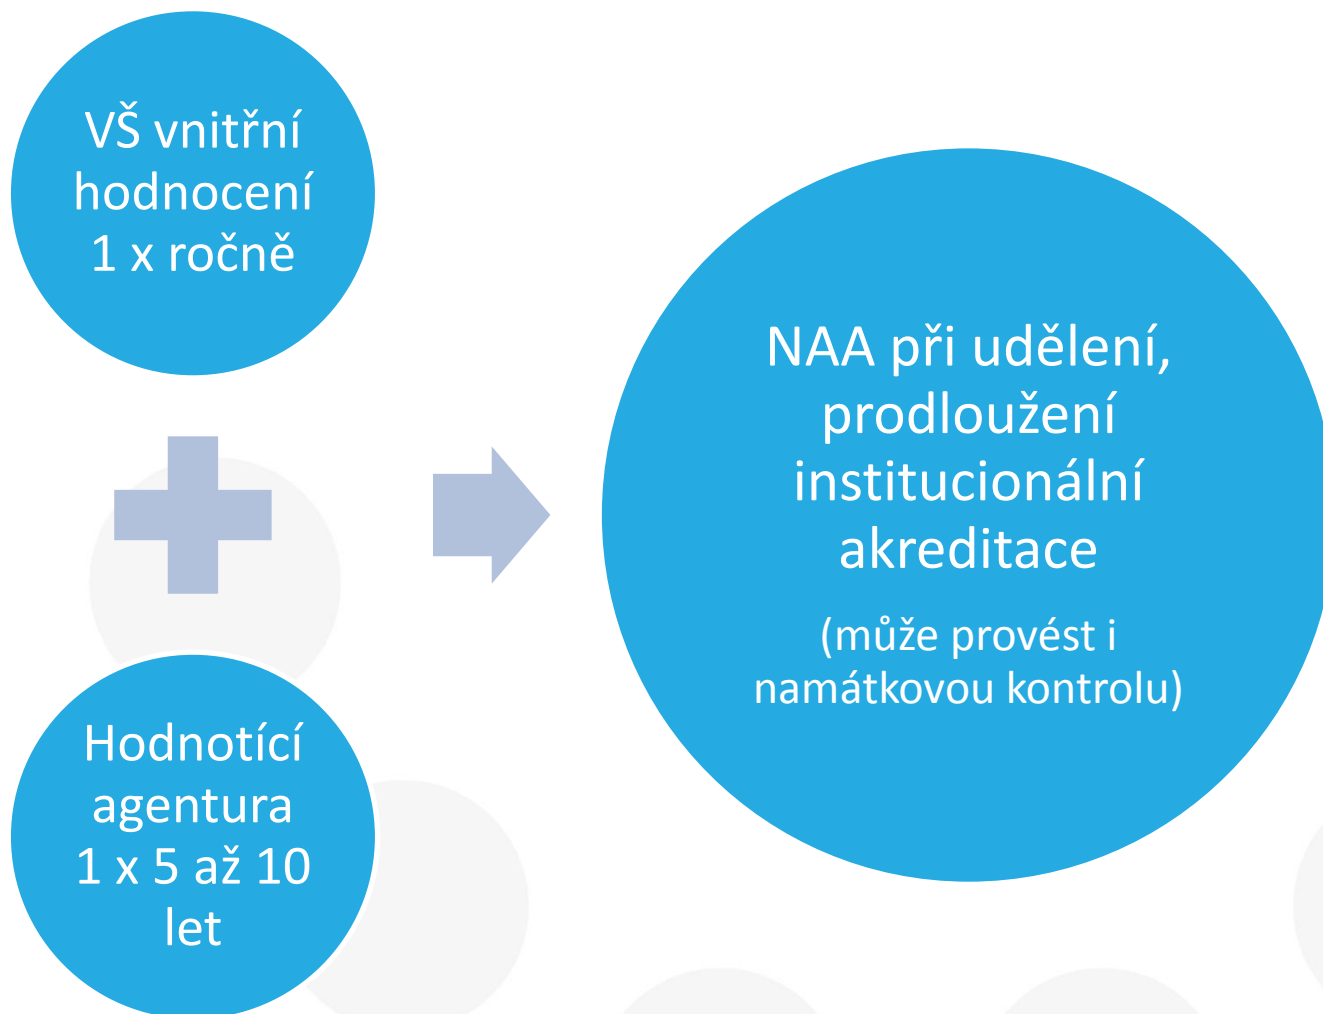 VŠ vnitřní
hodnocení
1 x ročně
Hodnotící
agentura
1 x 5 až 10
let
NAA při udělení,
prodloužení
institucionální
akreditace
(může provést i
namátkovou kontrolu)